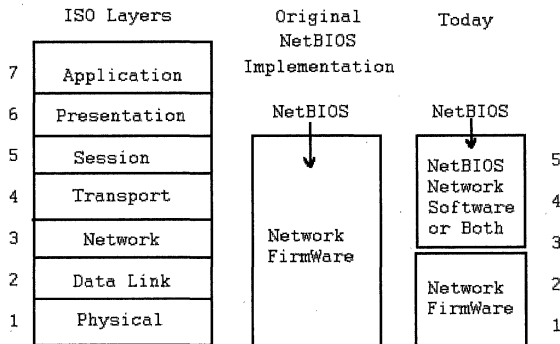 ISO Layers
Original
NetBIOS
Implementation
Today
7 Application
6 Presentation
5 Session
4 Transport
3 Network
2 Data Link
1 Physical
NetBIOS
Network
FirmWare
NetBIOS
NetBIOS
Network
Software
or Both
Network
FirmWare
5
4
3
2
1